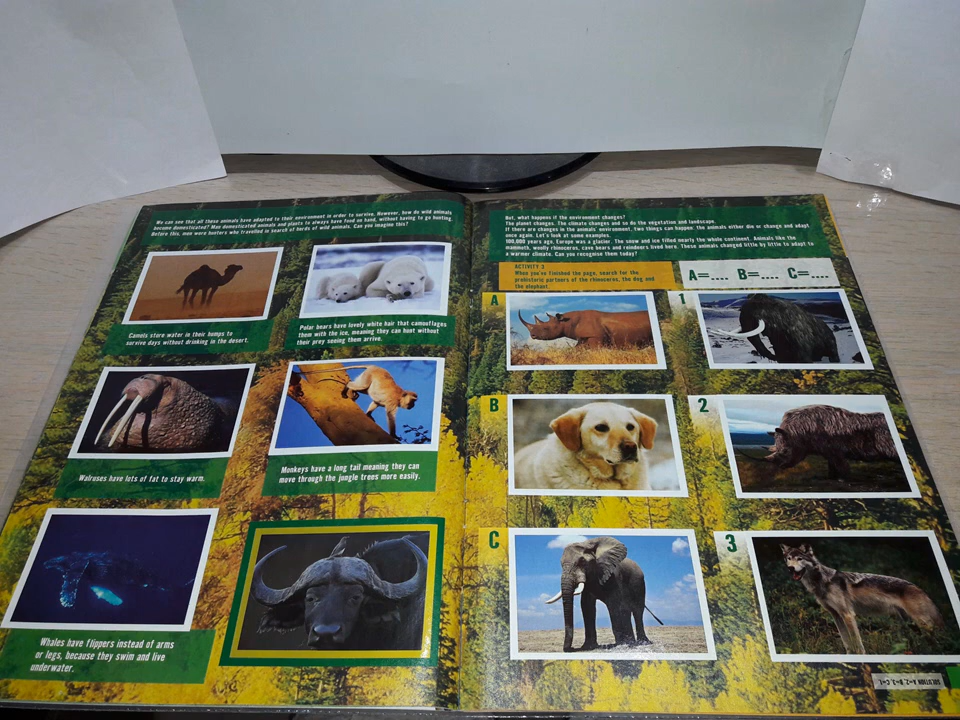 We can see that all these animals have adapted to their environment in order to survive. However, how do wild animals
become domesticated? Man domesticated animals and plants to always have food on hand, without having to go hunting.
Before this, men were hunters who travelled in search of herds of wild animals. Can you imagine this?
Camels store water in their humps to
survive days without drinking in the desert.
Polar bears have lovely white hair that camouflages
them with the ice, meaning they can hunt without
their prey seeing them arrive.
Walruses have lots of fat to stay warm.
Monkeys have a long tail meaning they can
move through the jungle trees more easily.
Whales have flippers instead of arms
or legs, because they swim and live
underwater.
But, what happens if the environment changes?
The planet changes. The climate changes and so do the vegetation and landscape.
If there are changes in the animals' environment, two things can happen: the animals either die or change and adapt
once again. Let's look at some examples.
100,000 years ago, Europe was a glacier. The snow and ice filled nearly the whole continent. Animals like the
mammoth, woolly rhinoceros, cave bears and reindeers lived here. These animals changed little by little to adapt to
a warmer climate. Can you recognise them today?
ACTIVITY 3
When you've finished the page, search for the
prehistoric partners of the rhinoceros, the dog and
the elephant.
A=.... B=.... C=....
A
1
B
2
C
3
SOLUTION A=2, B=3, C=1.